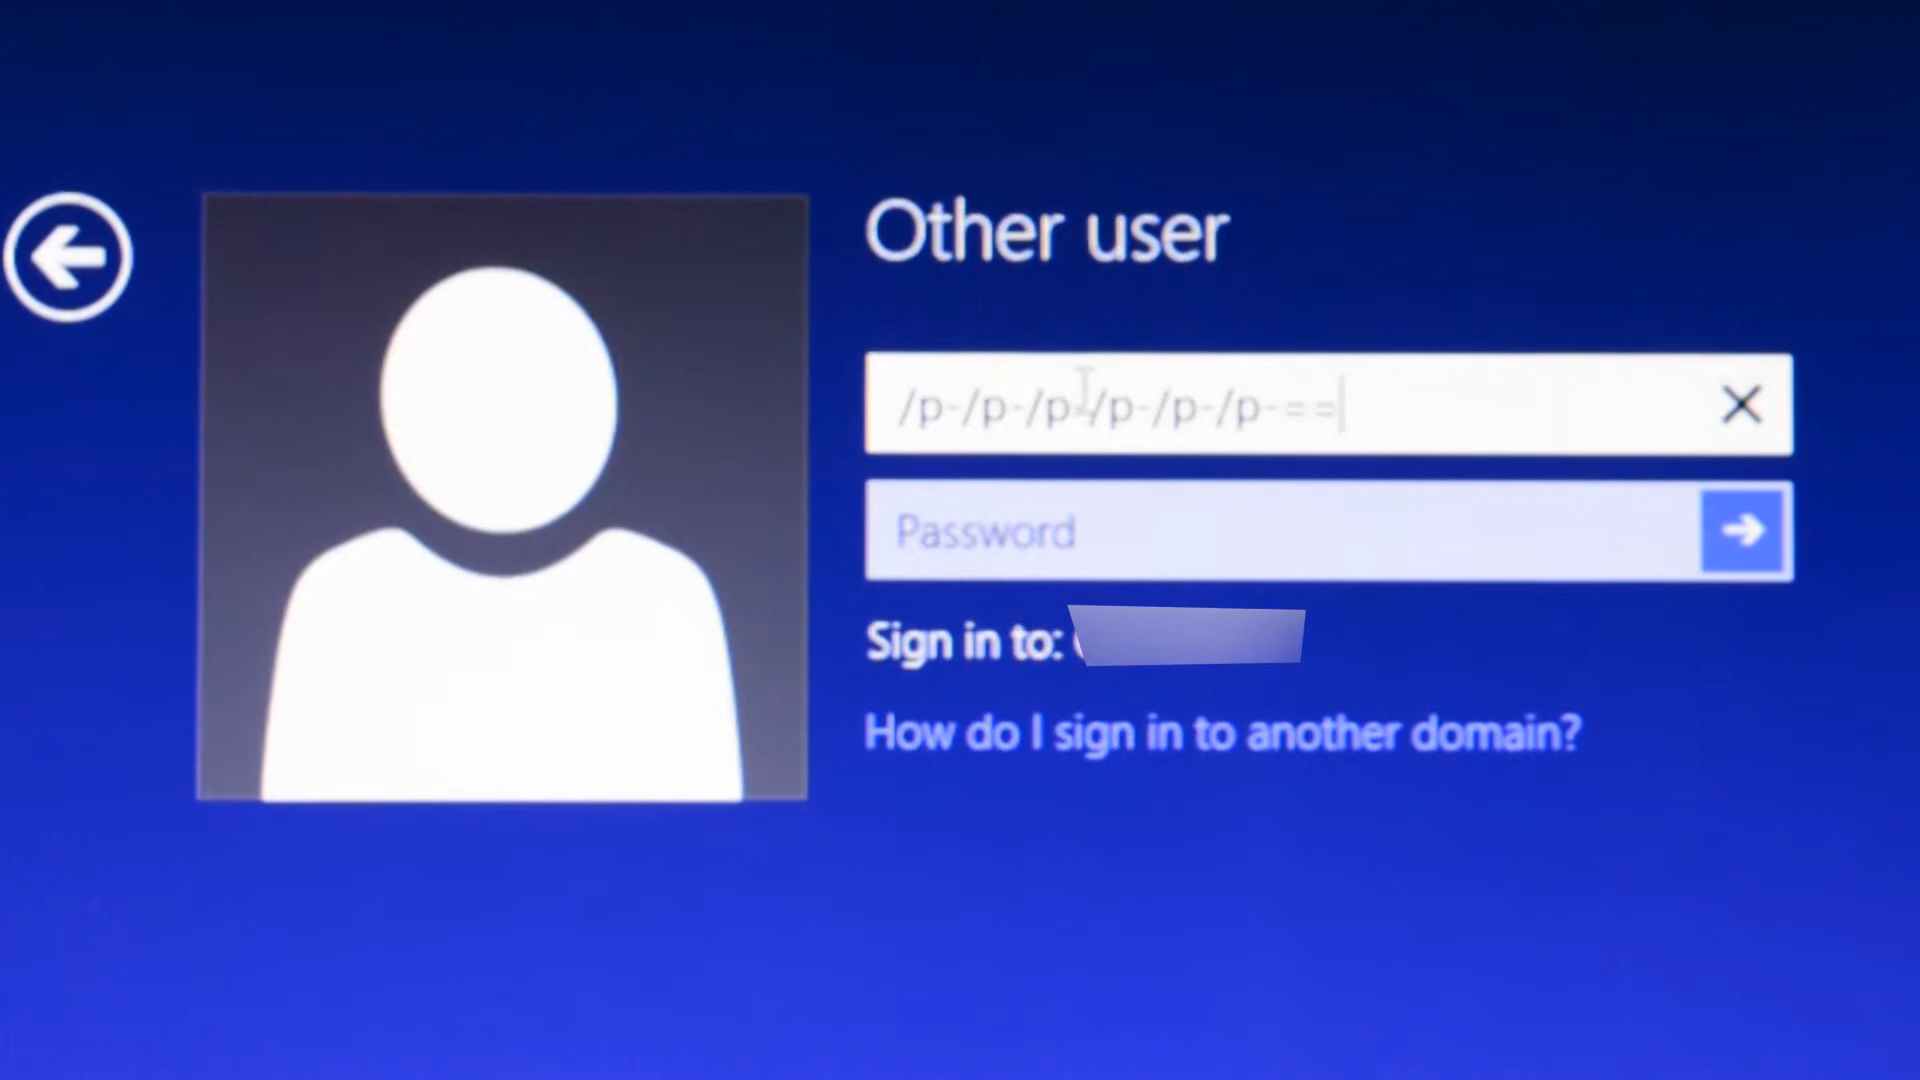 Other user
/p-/p-/p-/p-/p-/p-==
Password
Sign in to:
How do I sign in to another domain?